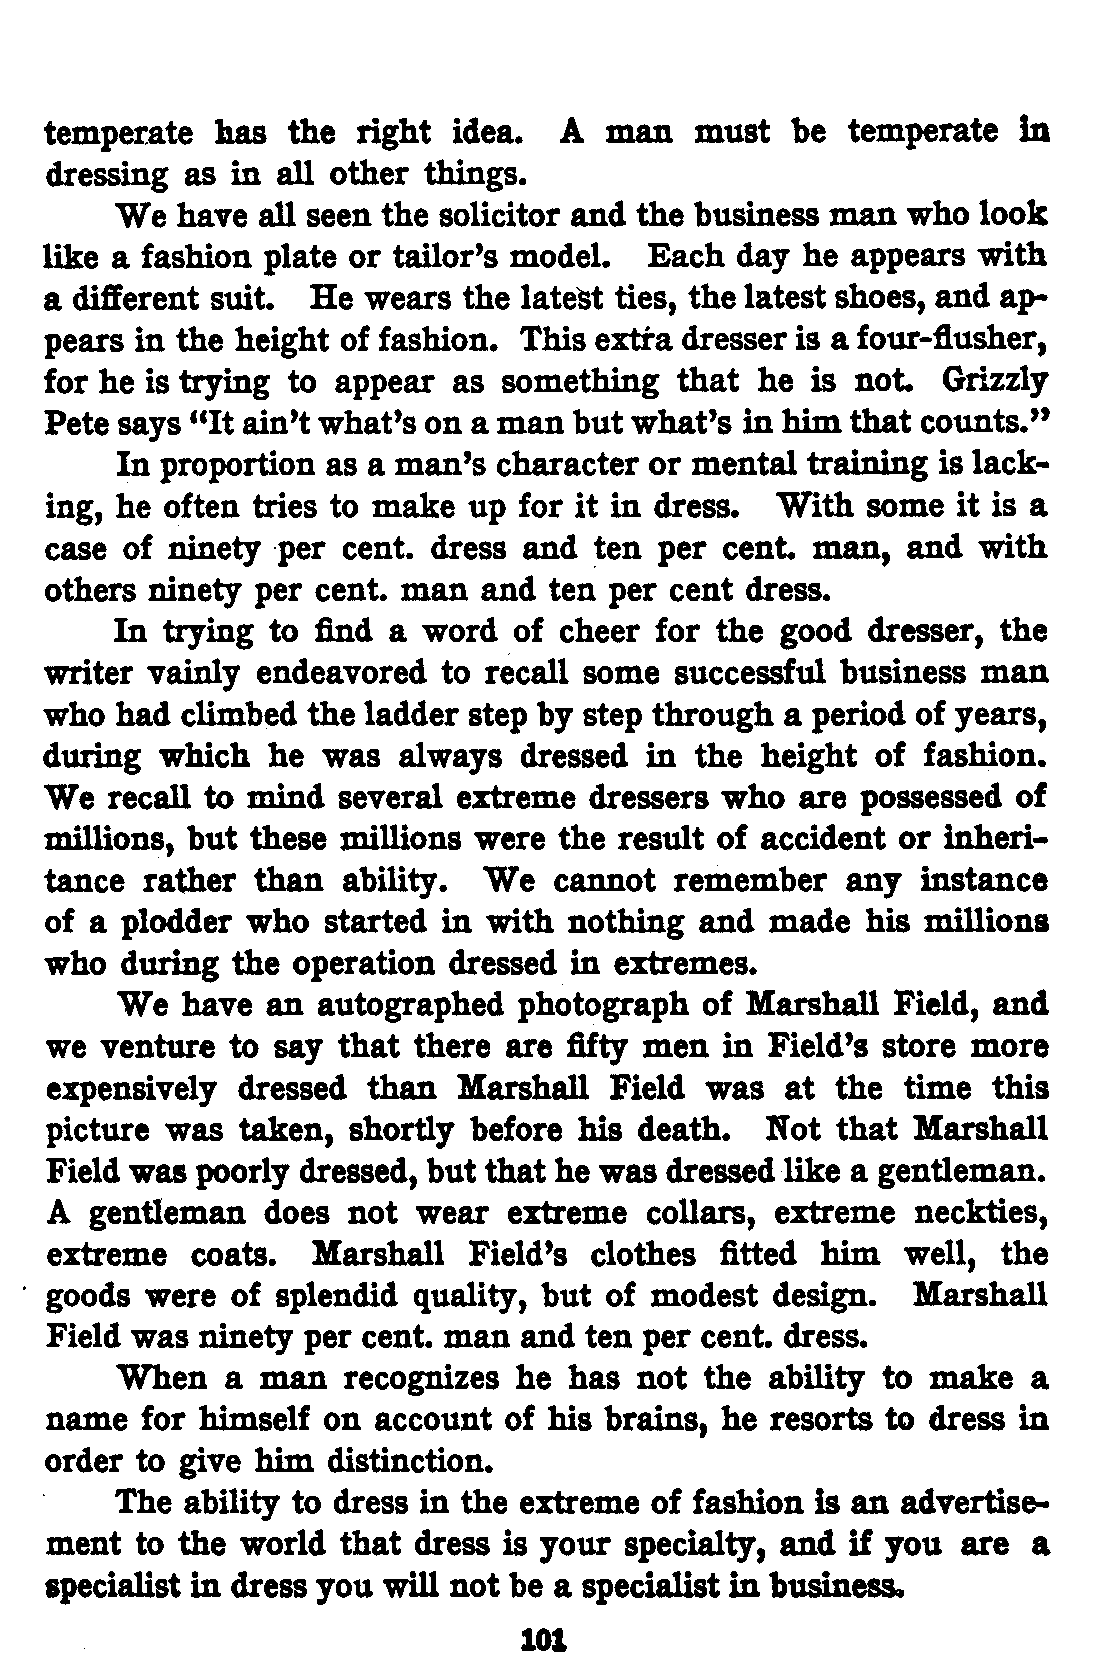 temperate has the right idea. A man must be temperate in
dressing as in all other things.
We have all seen the solicitor and the business man who look
like a fashion plate or tailor's model. Each day he appears with
a different suit. He wears the latest ties, the latest shoes, and ap-
pears in the height of fashion. This extra dresser is a four-flusher,
for he is trying to appear as something that he is not. Grizzly
Pete says "It ain't what's on a man but what's in him that counts."
In proportion as a man's character or mental training is lack-
ing, he often tries to make up for it in dress. With some it is a
case of ninety per cent. dress and ten per cent. man, and with
others ninety per cent. man and ten per cent dress.
In trying to find a word of cheer for the good dresser, the
writer vainly endeavored to recall some successful business man
who had climbed the ladder step by step through a period of years,
during which he was always dressed in the height of fashion.
We recall to mind several extreme dressers who are possessed of
millions, but these millions were the result of accident or inheri-
tance rather than ability. We cannot remember any instance
of a plodder who started in with nothing and made his millions
who during the operation dressed in extremes.
We have an autographed photograph of Marshall Field, and
we venture to say that there are fifty men in Field's store more
expensively dressed than Marshall Field was at the time this
picture was taken, shortly before his death. Not that Marshall
Field was poorly dressed, but that he was dressed like a gentleman.
A gentleman does not wear extreme collars, extreme neckties,
extreme coats. Marshall Field's clothes fitted him well, the
goods were of splendid quality, but of modest design. Marshall
Field was ninety per cent. man and ten per cent. dress.
When a man recognizes he has not the ability to make a
name for himself on account of his brains, he resorts to dress in
order to give him distinction.
The ability to dress in the extreme of fashion is an advertise-
ment to the world that dress is your specialty, and if you are a
specialist in dress you will not be a specialist in business.
101